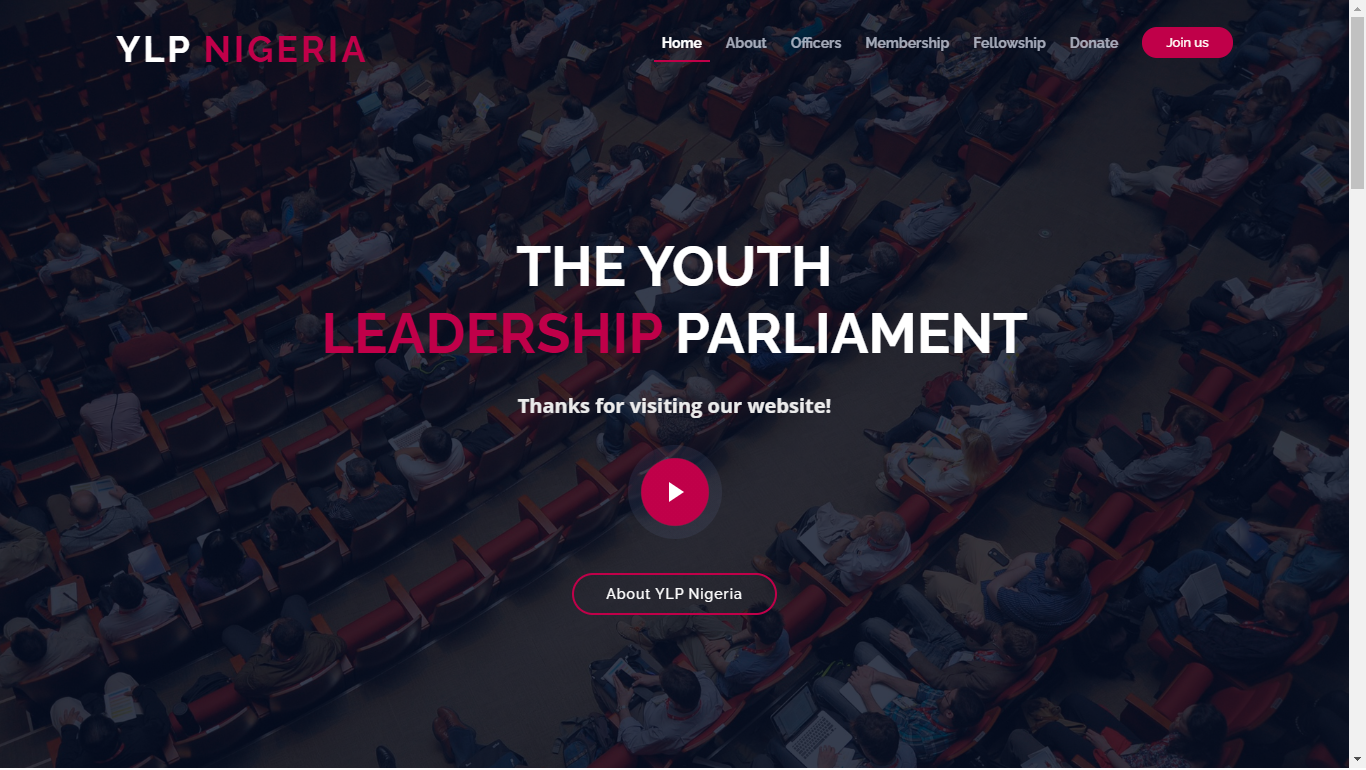 YLP NIGERIA
Home
About
Officers
Membership
Fellowship
Donate
Join us
THE YOUTH
LEADERSHIP PARLIAMENT
Thanks for visiting our website!
About YLP Nigeria